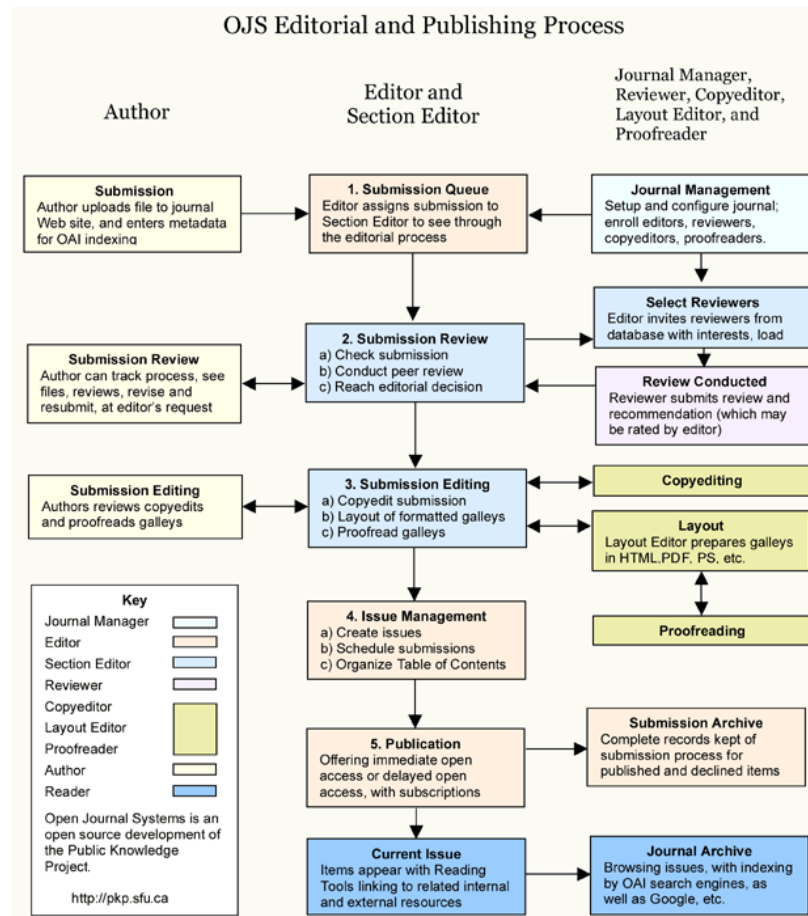 OJS Editorial and Publishing Process
Author
Editor and
Section Editor
Journal Manager,
Reviewer, Copyeditor,
Layout Editor, and
Proofreader
Submission
Author uploads file to journal
Web site, and enters metadata
for OAI indexing
1. Submission Queue
Editor assigns submission to
Section Editor to see through
the editorial process
Journal Management
Setup and configure journal;
enroll editors, reviewers,
copyeditors, proofreaders.
Select Reviewers
Editor invites reviewers from
database with interests, load
2. Submission Review
a) Check submission
b) Conduct peer review
c) Reach editorial decision
Submission Review
Author can track process, see
files, reviews, revise and
resubmit, at editor's request
Review Conducted
Reviewer submits review and
recommendation (which may
be rated by editor)
3. Submission Editing
a) Copyedit submission
b) Layout of formatted galleys
c) Proofread galleys
Submission Editing
Authors reviews copyedits
and proofreads galleys
Copyediting
Layout
Layout Editor prepares galleys
in HTML,PDF, PS, etc.
Proofreading
Key
Journal Manager
Editor
Section Editor
Reviewer
Copyeditor
Layout Editor
Proofreader
Author
Reader
Open Journal Systems is an
open source development of
the Public Knowledge
Project.
http://pkp.sfu.ca
4. Issue Management
a) Create issues
b) Schedule submissions
c) Organize Table of Contents
5. Publication
Offering immediate open
access or delayed open
access, with subscriptions
Submission Archive
Complete records kept of
submission process for
published and declined items
Current Issue
Items appear with Reading
Tools linking to related internal
and external resources
Journal Archive
Browsing issues, with indexing
by OAI search engines, as
well as Google, etc.